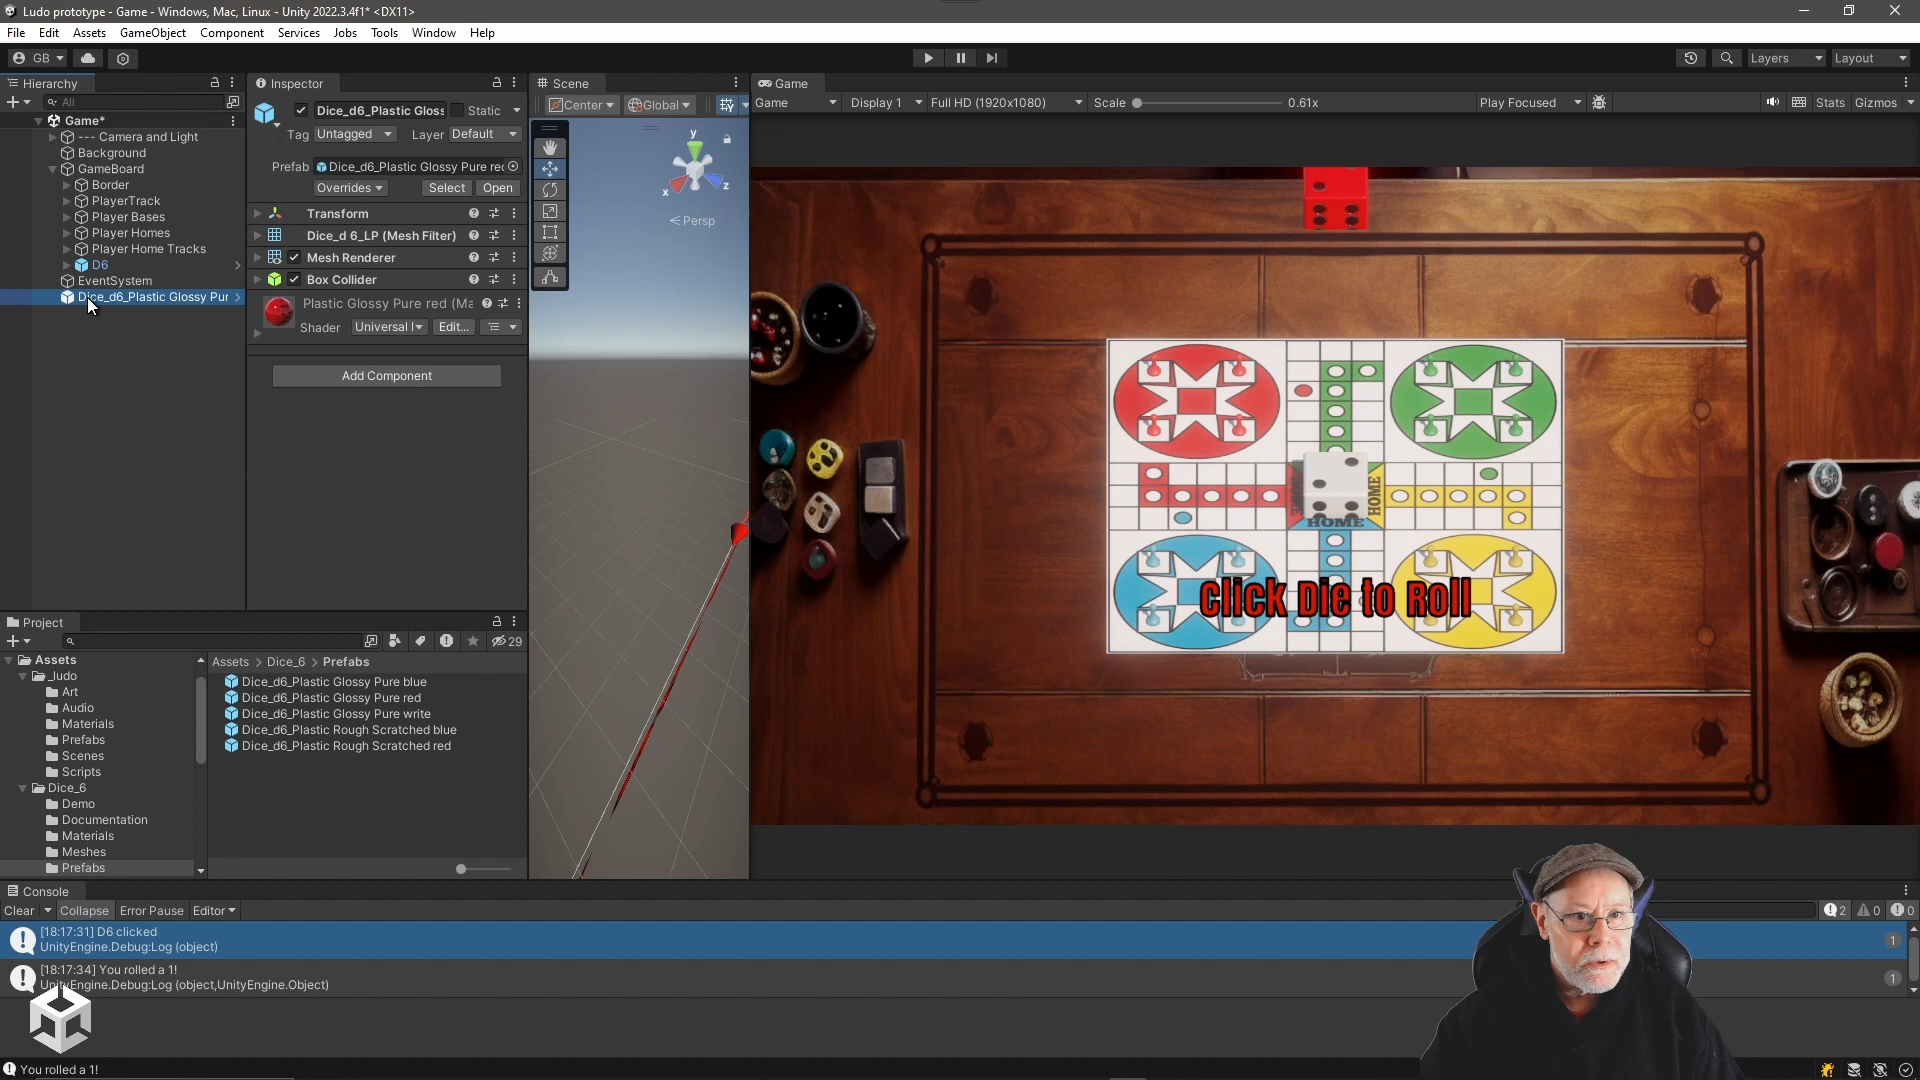 Ludo prototype - Game - Windows, Mac, Linux - Unity 2022.3.4f1* <DX11>
File Edit Assets GameObject Component Services Jobs Tools Window Help
GB
Layers Layout
Hierarchy
All
Game*
--- Camera and Light
Background
GameBoard
Border
PlayerTrack
Player Bases
Player Homes
Player Home Tracks
D6
EventSystem
Dice_d6_Plastic Glossy Pur
Inspector
Dice_d6_Plastic Gloss Static
Tag Untagged Layer Default
Prefab Dice_d6_Plastic Glossy Pure red
Overrides Select Open
Transform
Dice_d 6_LP (Mesh Filter)
Mesh Renderer
Box Collider
Plastic Glossy Pure red (Ma
Shader Universal Edit...
Add Component
Scene
Center Global
y
x
z
Persp
Game
Game Display 1 Full HD (1920x1080) Scale 0.61x Play Focused Stats Gizmos
HOME
HOME
Click Die to Roll
Project
29
Assets
_ludo
Art
Audio
Materials
Prefabs
Scenes
Scripts
Dice_6
Demo
Documentation
Materials
Meshes
Prefabs
Assets > Dice_6 > Prefabs
Dice_d6_Plastic Glossy Pure blue
Dice_d6_Plastic Glossy Pure red
Dice_d6_Plastic Glossy Pure write
Dice_d6_Plastic Rough Scratched blue
Dice_d6_Plastic Rough Scratched red
Console
Clear Collapse Error Pause Editor
2 0 0
[18:17:31] D6 clicked
UnityEngine.Debug:Log (object)
1
[18:17:34] You rolled a 1!
UnityEngine.Debug:Log (object,UnityEngine.Object)
1
You rolled a 1!